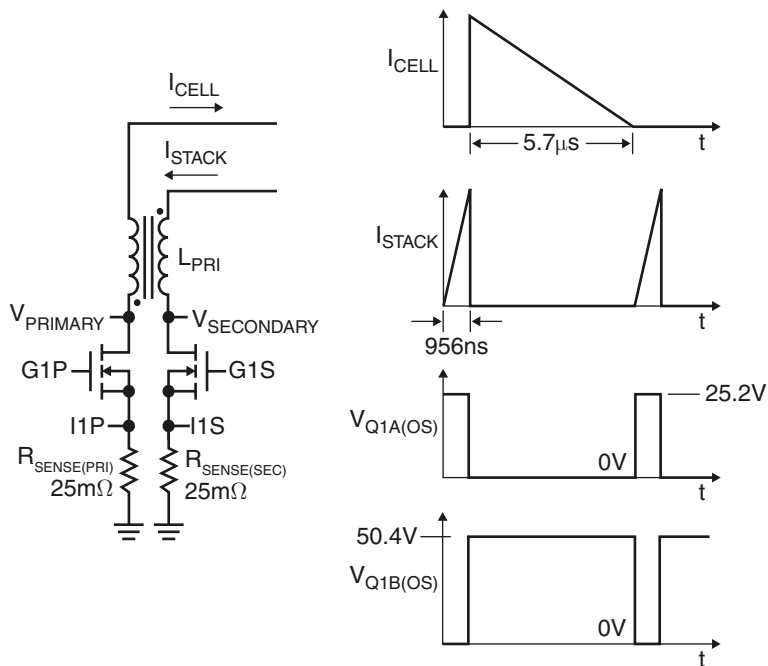 I_CELL
I_STACK
L_PRI
V_PRIMARY
V_SECONDARY
G1P
G1S
I1P
I1S
R_SENSE(PRI)
25mΩ
R_SENSE(SEC)
25mΩ
I_CELL
5.7μs
t
I_STACK
956ns
t
V_Q1A(OS)
25.2V
0V
t
50.4V
V_Q1B(OS)
0V
t